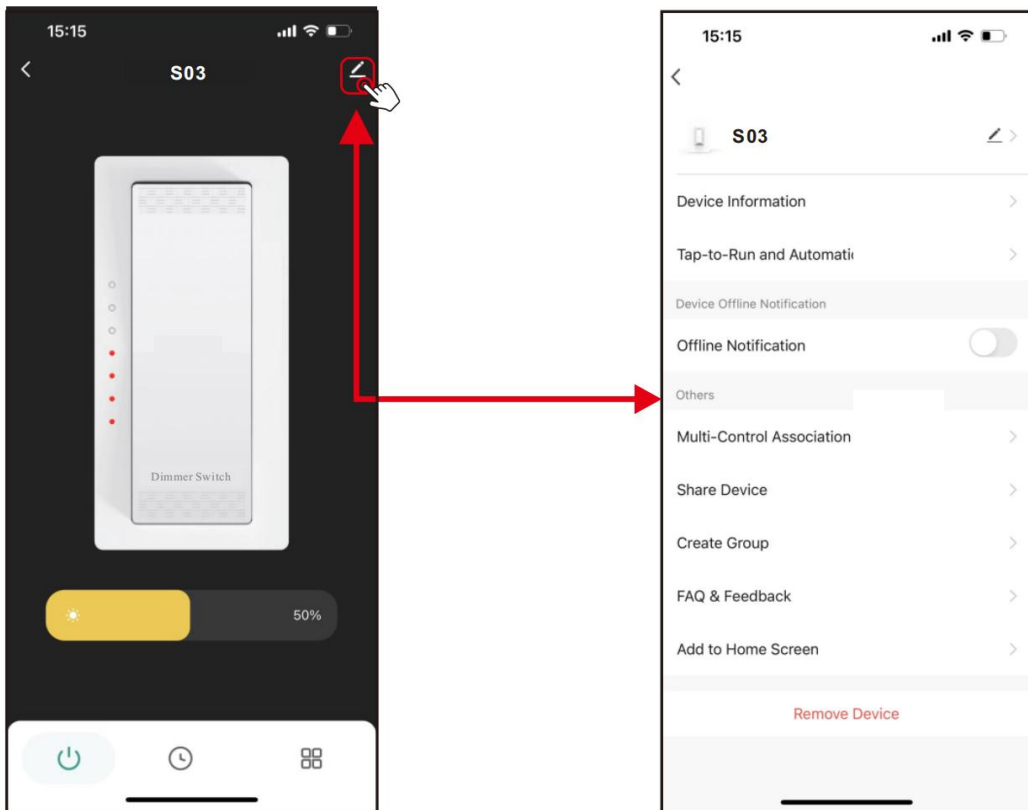 15:15
S03
Dimmer Switch
50%
15:15
S03
Device Information
Tap-to-Run and Automati
Device Offline Notification
Offline Notification
Others
Multi-Control Association
Share Device
Create Group
FAQ & Feedback
Add to Home Screen
Remove Device